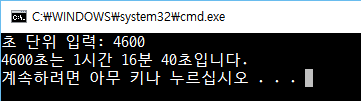 C:\WINDOWS\system32\cmd.exe
초 단위 입력: 4600
4600초는 1시간 16분 40초입니다.
계속하려면 아무 키나 누르십시오 . . .